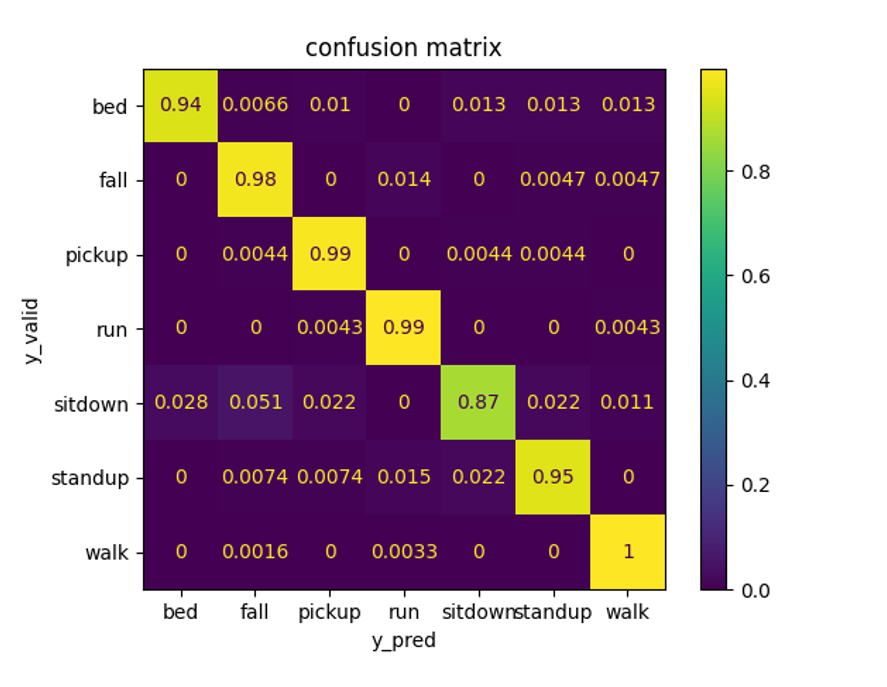 confusion matrix
bed 0.94 0.0066 0.01 0 0.013 0.013 0.013
fall 0 0.98 0 0.014 0 0.0047 0.0047
pickup 0 0.0044 0.99 0 0.0044 0.0044 0
run 0 0 0.0043 0.99 0 0 0.0043
sitdown 0.028 0.051 0.022 0 0.87 0.022 0.011
standup 0 0.0074 0.0074 0.015 0.022 0.95 0
walk 0 0.0016 0 0.0033 0 0 1
bed fall pickup run sitdown standup walk
y_pred
y_valid
0.8
0.6
0.4
0.2
0.0